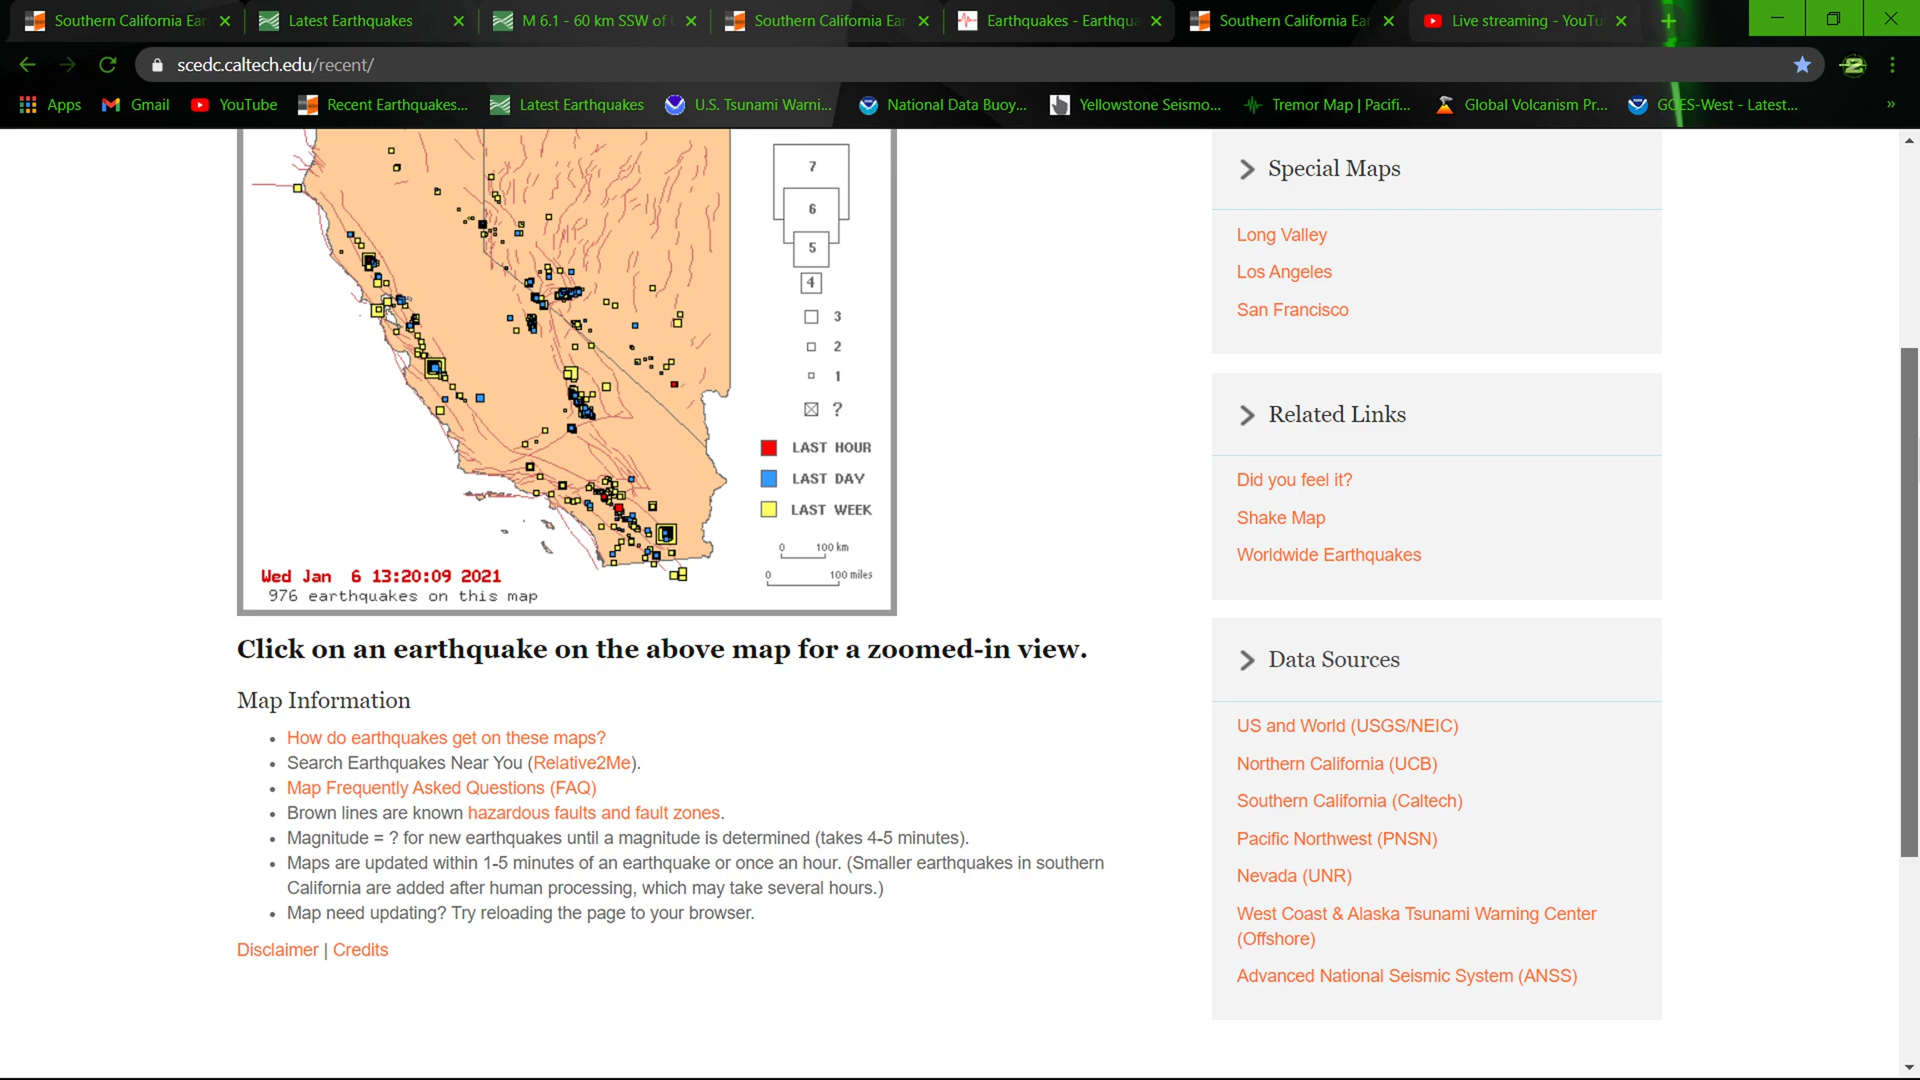 Southern California Ear
Latest Earthquakes
M 6.1 - 60 km SSW of
Southern California Ear
Earthquakes - Earthqua
Southern California Ear
Live streaming - YouTu
scedc.caltech.edu/recent/
Apps
Gmail
YouTube
Recent Earthquakes...
Latest Earthquakes
U.S. Tsunami Warni...
National Data Buoy...
Yellowstone Seismo...
Tremor Map | Pacifi...
Global Volcanism Pr...
GOES-West - Latest...
»
7
6
5
4
3
2
1
?
LAST HOUR
LAST DAY
LAST WEEK
0 100 km
0 100 miles
Wed Jan 6 13:20:09 2021
976 earthquakes on this map
Click on an earthquake on the above map for a zoomed-in view.
Map Information
• How do earthquakes get on these maps?
• Search Earthquakes Near You (Relative2Me).
• Map Frequently Asked Questions (FAQ)
• Brown lines are known hazardous faults and fault zones.
• Magnitude = ? for new earthquakes until a magnitude is determined (takes 4-5 minutes).
• Maps are updated within 1-5 minutes of an earthquake or once an hour. (Smaller earthquakes in southern
California are added after human processing, which may take several hours.)
• Map need updating? Try reloading the page to your browser.
Disclaimer | Credits
Special Maps
Long Valley
Los Angeles
San Francisco
Related Links
Did you feel it?
Shake Map
Worldwide Earthquakes
Data Sources
US and World (USGS/NEIC)
Northern California (UCB)
Southern California (Caltech)
Pacific Northwest (PNSN)
Nevada (UNR)
West Coast & Alaska Tsunami Warning Center
(Offshore)
Advanced National Seismic System (ANSS)